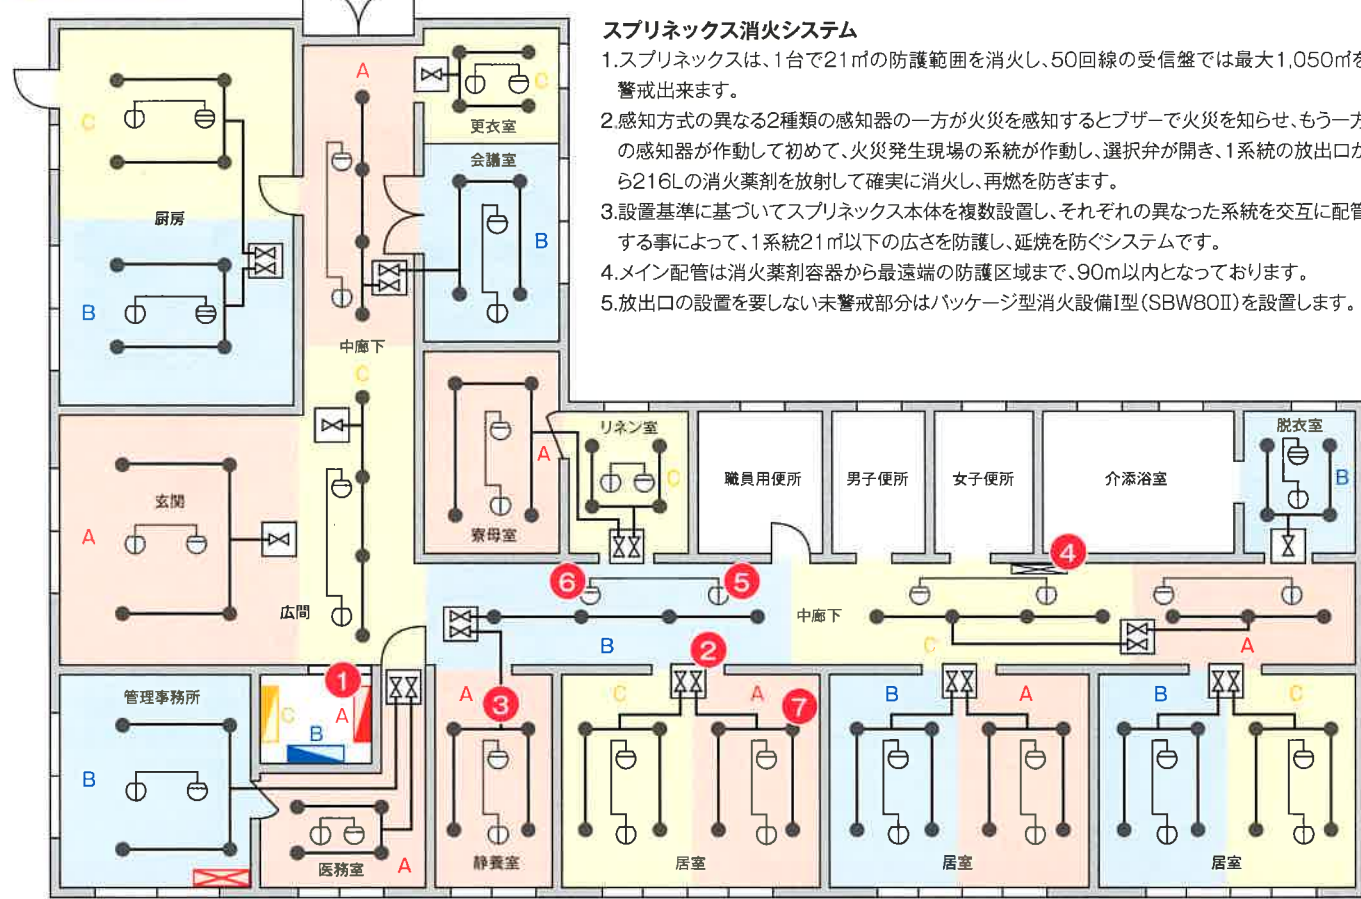 スプリネックス消火システム
1.スプリネックスは、1台で21㎡の防護範囲を消火し、50回線の受信盤では最大1,050㎡を
警戒出来ます。
2.感知方式の異なる2種類の感知器の一方が火災を感知するとブザーで火災を知らせ、もう一方
の感知器が作動して初めて、火災発生現場の系統が作動し、選択弁が開き、1系統の放出口か
ら216Lの消火薬剤を放射して確実に消火し、再燃を防ぎます。
3.設置基準に基づいてスプリネックス本体を複数設置し、それぞれの異なった系統を交互に配管
する事によって、1系統21㎡以下の広さを防護し、延焼を防ぐシステムです。
4.メイン配管は消火薬剤容器から最遠端の防護区域まで、90m以内となっております。
5.放出口の設置を要しない未警戒部分はパッケージ型消火設備Ⅰ型(SBW80Ⅱ)を設置します。
A
C
C
更衣室
会議室
厨房
B
B
中廊下
C
リネン室
脱衣室
A
C
B
職員用便所
男子便所
女子便所
介添浴室
玄関
A
寮母室
4
6
5
広間
中廊下
B
C
A
2
1
管理事務所
C
A
B
B
A
3
C
A
7
B
A
B
C
医務室
A
静養室
居室
居室
居室